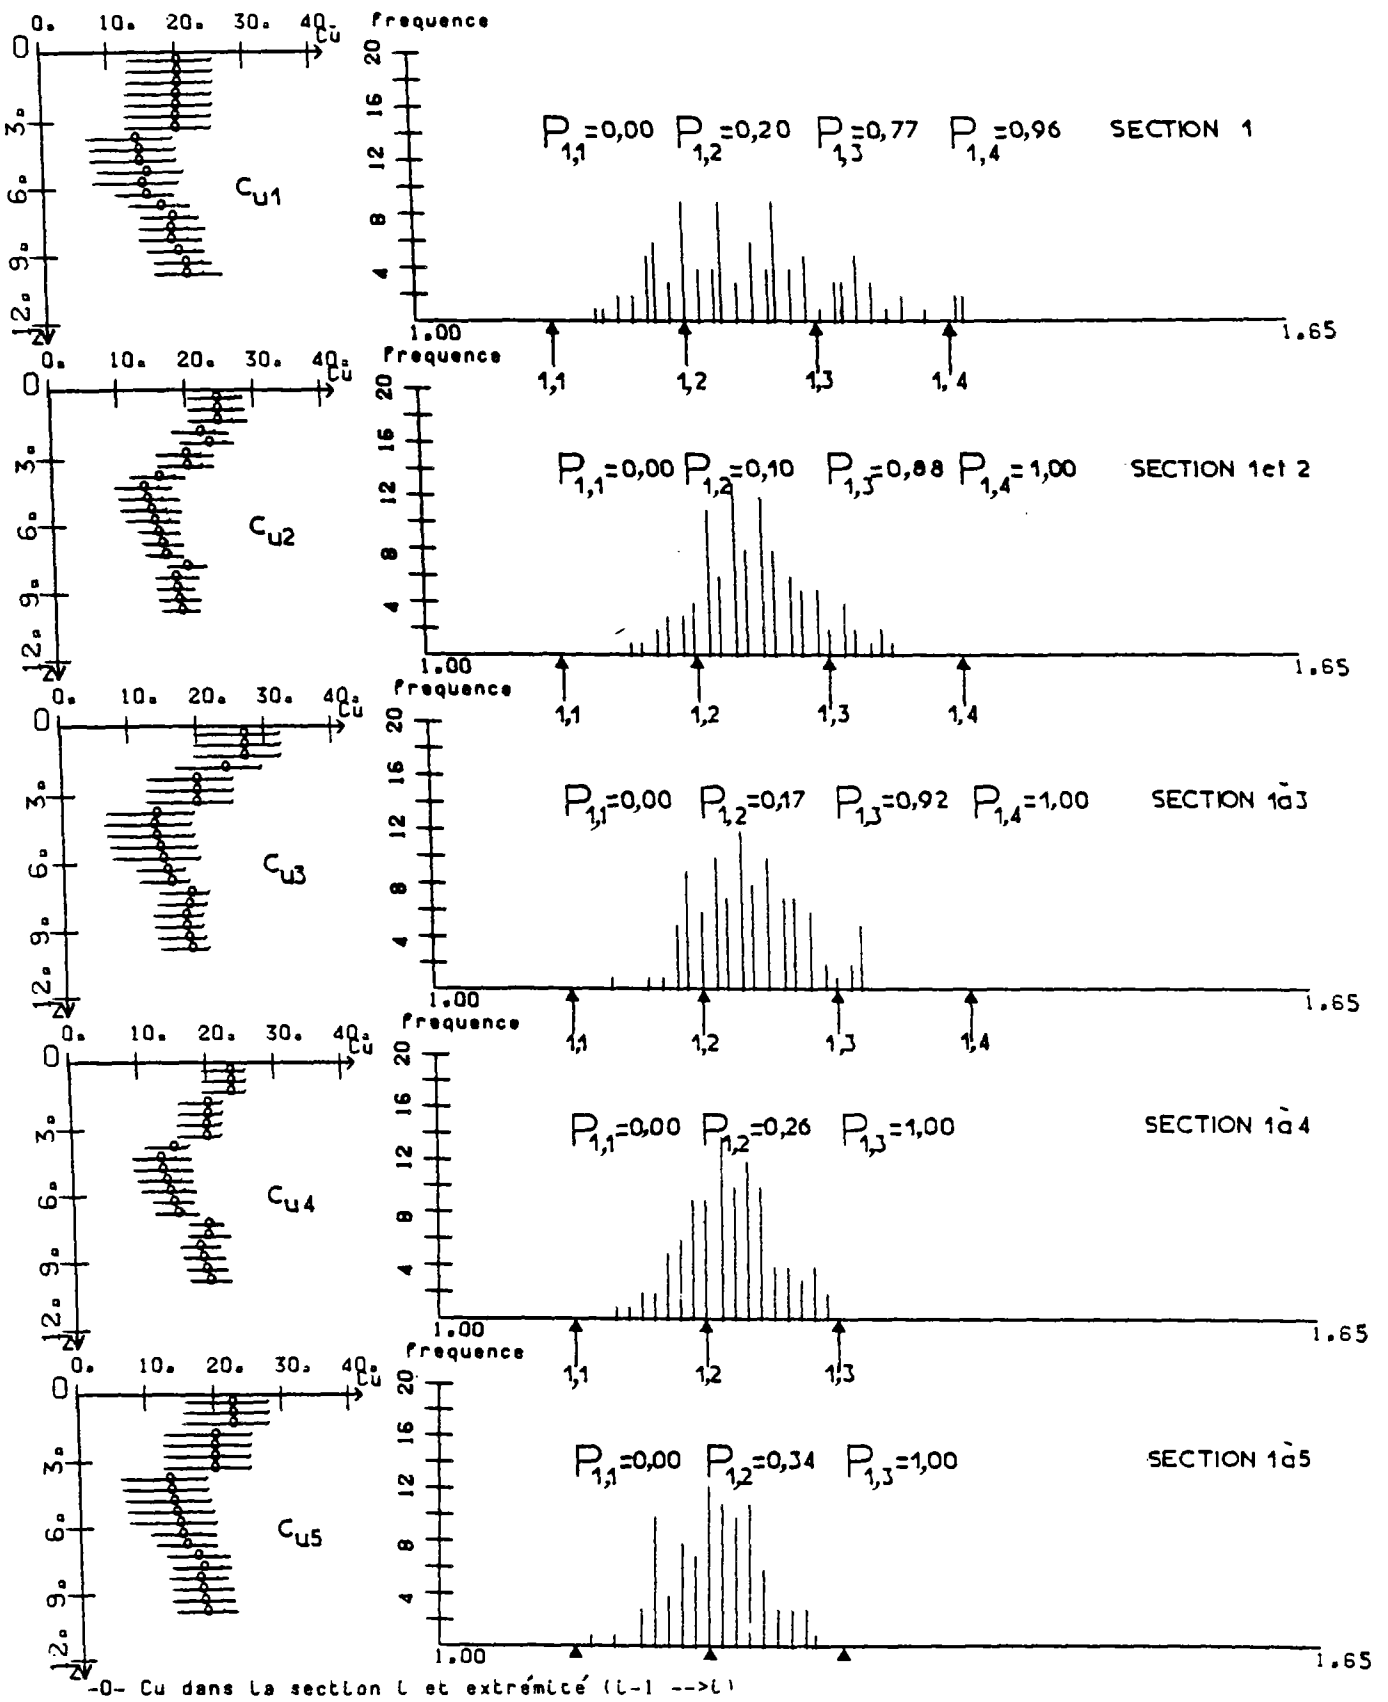 0. 10. 20. 30. 40. Cu
0 3. 6. 9. 12. Z
Cu1
frequence
20 16 12 8 4
P1,1=0,00 P1,2=0,20 P1,3=0,77 P1,4=0,96 SECTION 1
1.00 1.65
1,1 1,2 1,3 1,4
0. 10. 20. 30. 40. Cu
0 3. 6. 9. 12. Z
Cu2
frequence
20 16 12 8 4
P1,1=0,00 P1,2=0,10 P1,3=0,88 P1,4=1,00 SECTION 1et 2
1.00 1.65
1,1 1,2 1,3 1,4
0. 10. 20. 30. 40. Cu
0 3. 6. 9. 12. Z
Cu3
frequence
20 16 12 8 4
P1,1=0,00 P1,2=0,17 P1,3=0,92 P1,4=1,00 SECTION 1à3
1.00 1.65
1,1 1,2 1,3 1,4
0. 10. 20. 30. 40. Cu
0 3. 6. 9. 12. Z
Cu4
frequence
20 16 12 8 4
P1,1=0,00 P1,2=0,26 P1,3=1,00 SECTION 1à4
1.00 1.65
1,1 1,2 1,3
0. 10. 20. 30. 40. Cu
0 3. 6. 9. 12. Z
Cu5
frequence
20 16 12 8 4
P1,1=0,00 P1,2=0,34 P1,3=1,00 SECTION 1à5
1.00 1.65
-0- Cu dans la section i et extrémité (i-1 -->i)